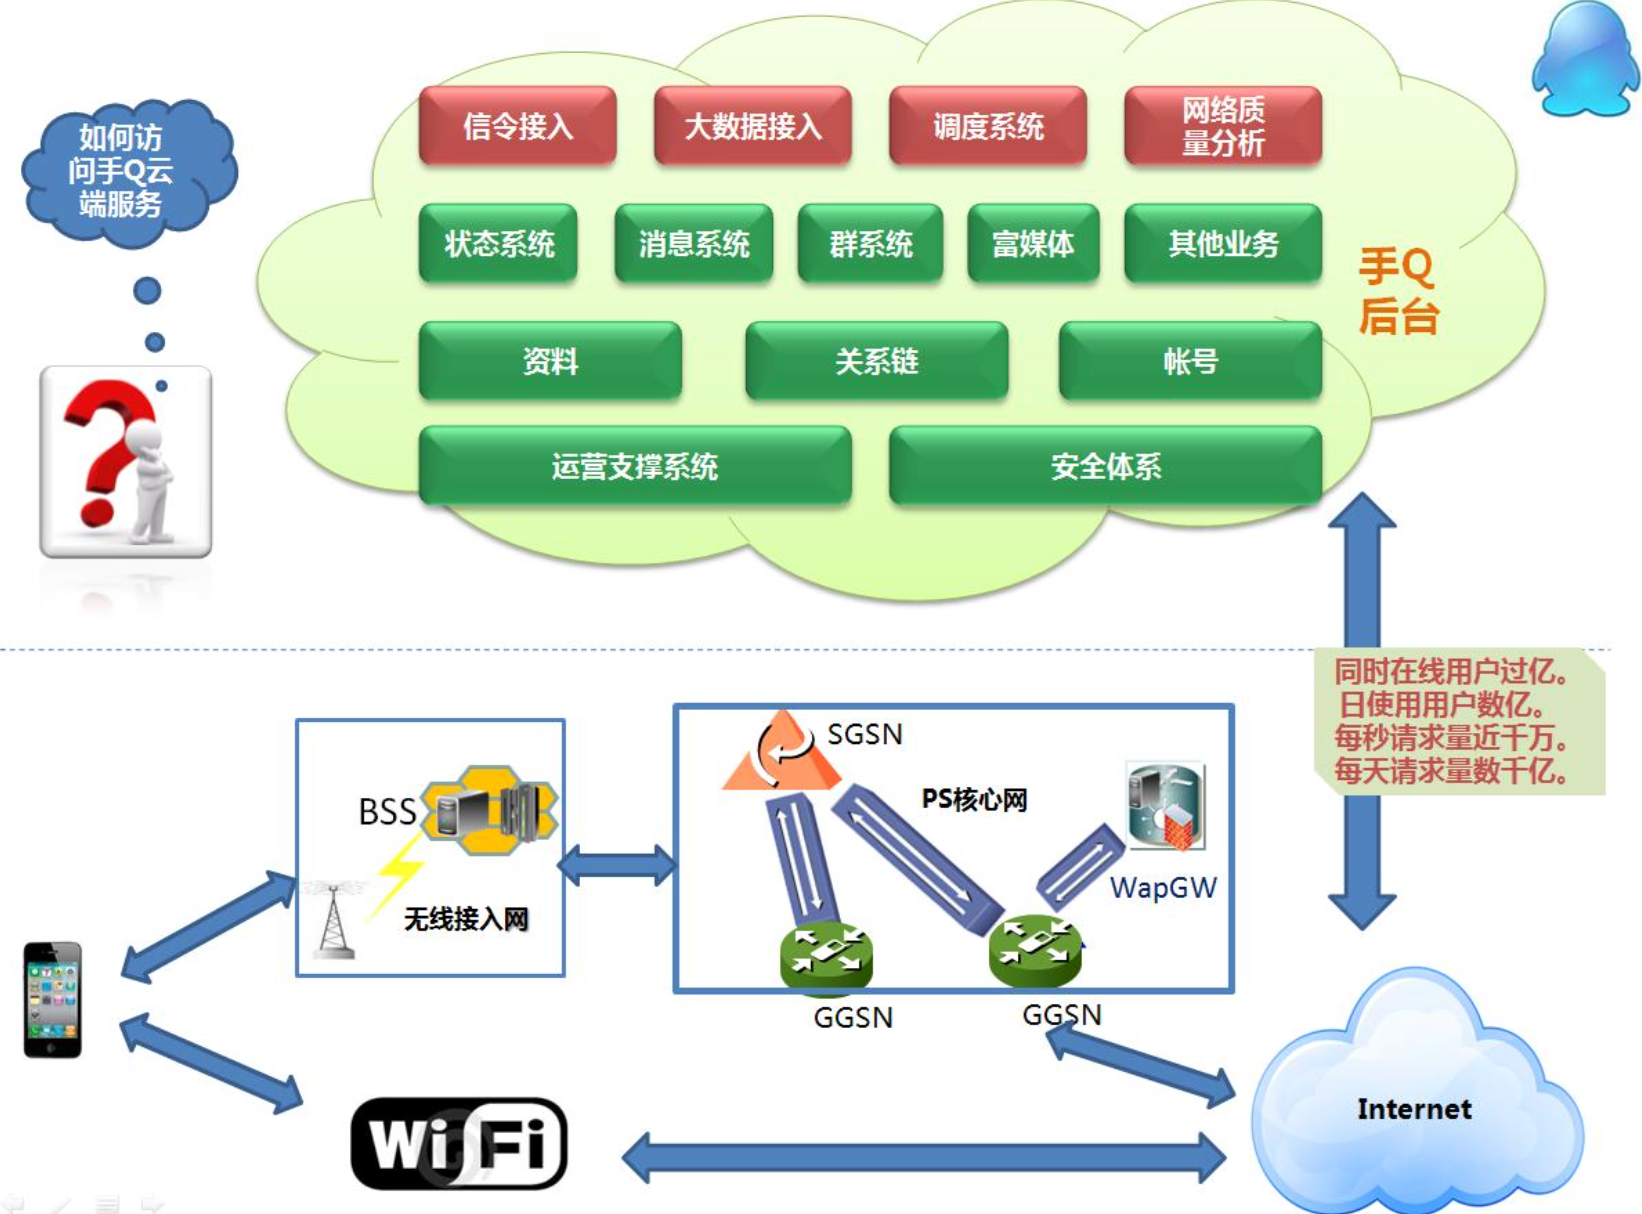 如何访
问手Q云
端服务
信令接入
大数据接入
调度系统
网络质
量分析
状态系统
消息系统
群系统
富媒体
其他业务
手Q
后台
资料
关系链
帐号
运营支撑系统
安全体系
同时在线用户过亿。
日使用用户数亿。
每秒请求量近千万。
每天请求量数千亿。
SGSN
PS核心网
BSS
无线接入网
WapGW
GGSN
GGSN
Internet
WiFi